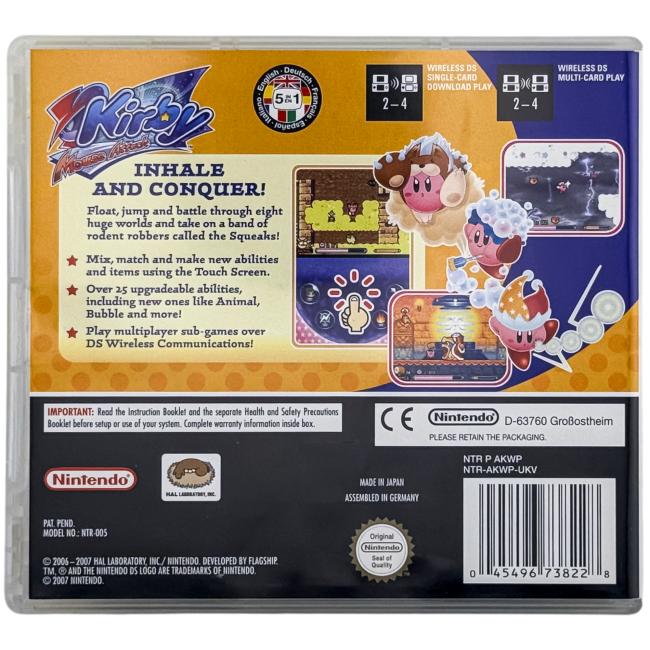 Kirby
Mouse Attack
English • Deutsch • Français • Español • Italiano
5 IN EN 1
WIRELESS DS
SINGLE-CARD
DOWNLOAD PLAY
2–4
WIRELESS DS
MULTI-CARD PLAY
2–4
INHALE
AND CONQUER!
Float, jump and battle through eight
huge worlds and take on a band of
rodent robbers called the Squeaks!
Mix, match and make new abilities
and items using the Touch Screen.
Over 25 upgradeable abilities,
including new ones like Animal,
Bubble and more!
Play multiplayer sub-games over
DS Wireless Communications!
IMPORTANT: Read the Instruction Booklet and the separate Health and Safety Precautions
Booklet before setup or use of your system. Complete warranty information inside box.
CE Nintendo D-63760 Großostheim
PLEASE RETAIN THE PACKAGING.
NTR P AKWP
NTR-AKWP-UKV
Nintendo
HAL LABORATORY, INC.
MADE IN JAPAN
ASSEMBLED IN GERMANY
PAT. PEND.
MODEL NO.: NTR-005
Original
Nintendo
Seal of
Quality
© 2006–2007 HAL LABORATORY, INC./ NINTENDO. DEVELOPED BY FLAGSHIP.
TM, ® AND THE NINTENDO DS LOGO ARE TRADEMARKS OF NINTENDO.
© 2007 NINTENDO.
0 45496 73822 8